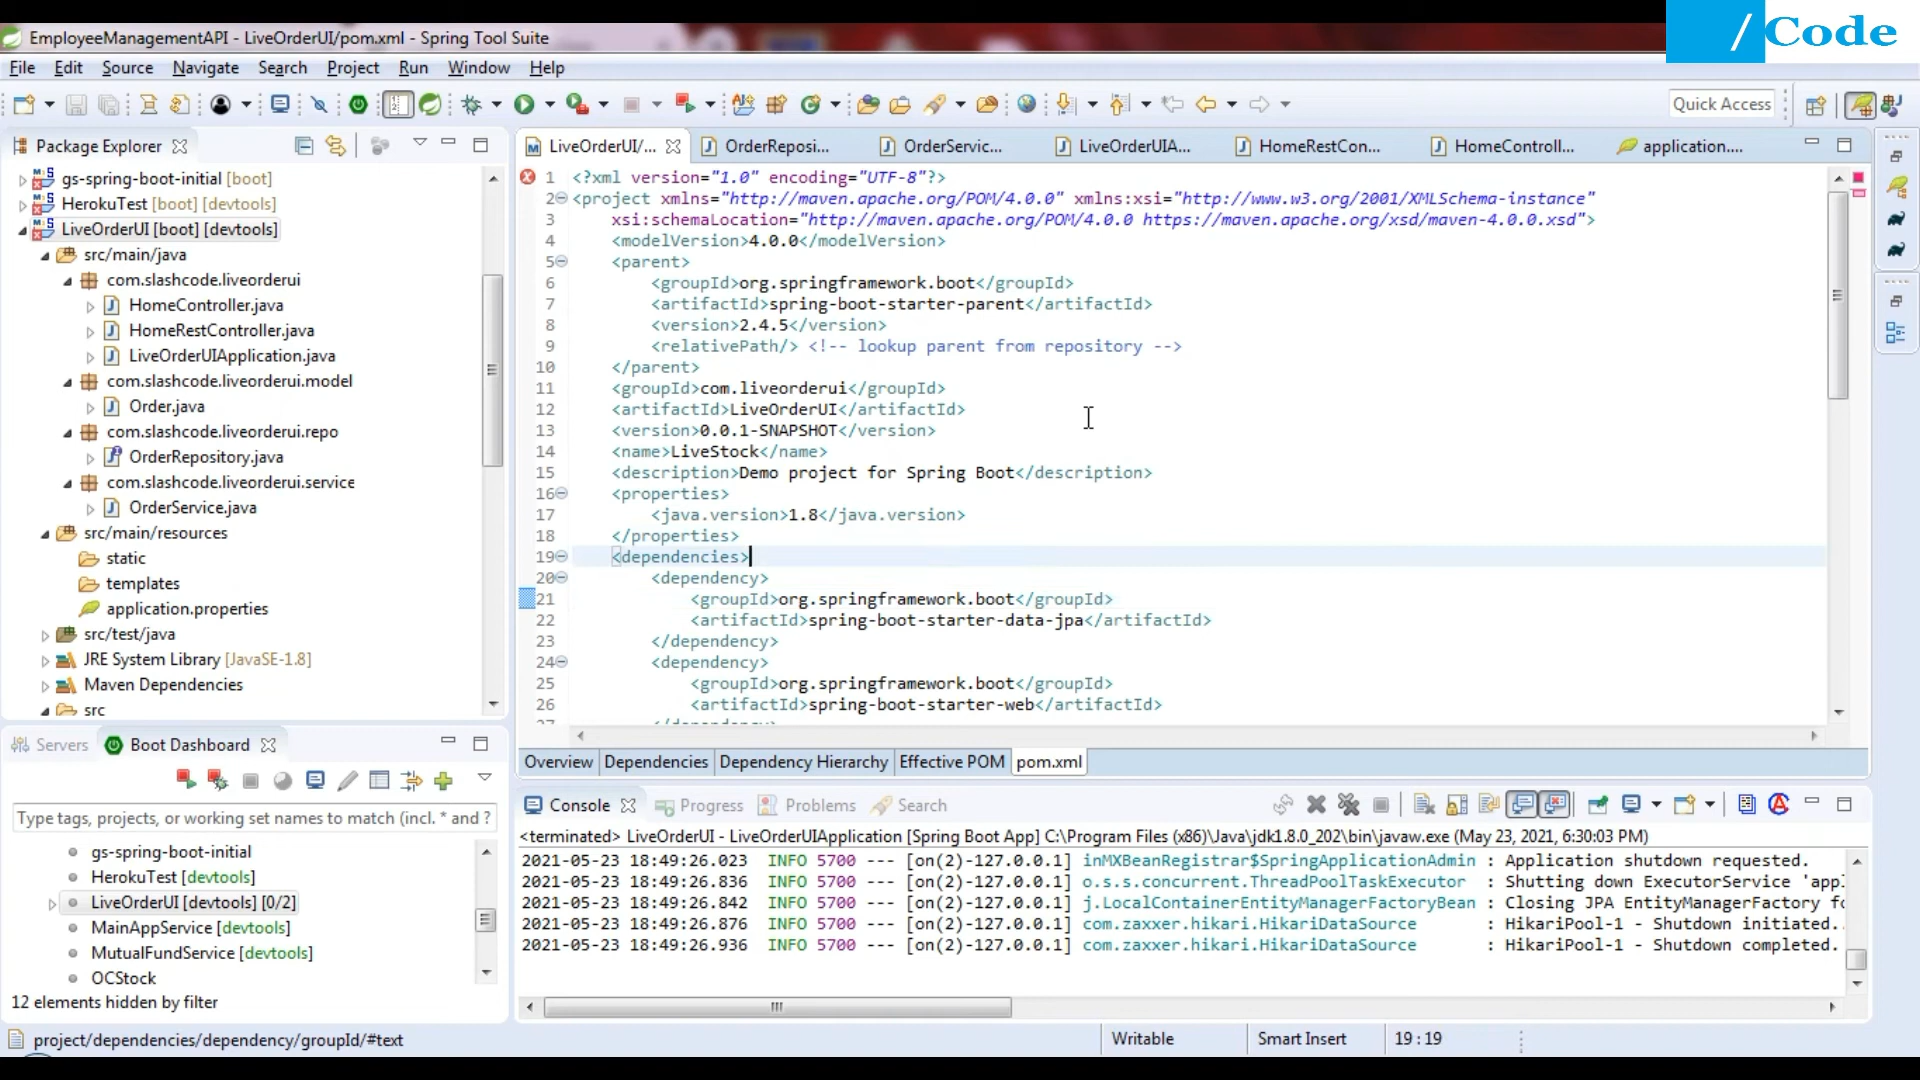 /Code
EmployeeManagementAPI - LiveOrderUI/pom.xml - Spring Tool Suite
File Edit Source Navigate Search Project Run Window Help
Quick Access
Package Explorer
gs-spring-boot-initial [boot]
HerokuTest [boot] [devtools]
LiveOrderUI [boot] [devtools]
src/main/java
com.slashcode.liveorderui
HomeController.java
HomeRestController.java
LiveOrderUIApplication.java
com.slashcode.liveorderui.model
Order.java
com.slashcode.liveorderui.repo
OrderRepository.java
com.slashcode.liveorderui.service
OrderService.java
src/main/resources
static
templates
application.properties
src/test/java
JRE System Library [JavaSE-1.8]
Maven Dependencies
src
LiveOrderUI/... OrderReposi... OrderServic... LiveOrderUIA... HomeRestCon... HomeControll... application....
1 <?xml version="1.0" encoding="UTF-8"?>
2 <project xmlns="http://maven.apache.org/POM/4.0.0" xmlns:xsi="http://www.w3.org/2001/XMLSchema-instance"
3 xsi:schemaLocation="http://maven.apache.org/POM/4.0.0 https://maven.apache.org/xsd/maven-4.0.0.xsd">
4 <modelVersion>4.0.0</modelVersion>
5 <parent>
6 <groupId>org.springframework.boot</groupId>
7 <artifactId>spring-boot-starter-parent</artifactId>
8 <version>2.4.5</version>
9 <relativePath/> <!-- lookup parent from repository -->
10 </parent>
11 <groupId>com.liveorderui</groupId>
12 <artifactId>LiveOrderUI</artifactId>
13 <version>0.0.1-SNAPSHOT</version>
14 <name>LiveStock</name>
15 <description>Demo project for Spring Boot</description>
16 <properties>
17 <java.version>1.8</java.version>
18 </properties>
19 <dependencies>
20 <dependency>
21 <groupId>org.springframework.boot</groupId>
22 <artifactId>spring-boot-starter-data-jpa</artifactId>
23 </dependency>
24 <dependency>
25 <groupId>org.springframework.boot</groupId>
26 <artifactId>spring-boot-starter-web</artifactId>
Overview Dependencies Dependency Hierarchy Effective POM pom.xml
Servers Boot Dashboard
Type tags, projects, or working set names to match (incl. * and ?
gs-spring-boot-initial
HerokuTest [devtools]
LiveOrderUI [devtools] [0/2]
MainAppService [devtools]
MutualFundService [devtools]
OCStock
12 elements hidden by filter
Console Progress Problems Search
<terminated> LiveOrderUI - LiveOrderUIApplication [Spring Boot App] C:\Program Files (x86)\Java\jdk1.8.0_202\bin\javaw.exe (May 23, 2021, 6:30:03 PM)
2021-05-23 18:49:26.023 INFO 5700 --- [on(2)-127.0.0.1] inMXBeanRegistrar$SpringApplicationAdmin : Application shutdown requested.
2021-05-23 18:49:26.836 INFO 5700 --- [on(2)-127.0.0.1] o.s.s.concurrent.ThreadPoolTaskExecutor : Shutting down ExecutorService 'appl
2021-05-23 18:49:26.842 INFO 5700 --- [on(2)-127.0.0.1] j.LocalContainerEntityManagerFactoryBean : Closing JPA EntityManagerFactory fo
2021-05-23 18:49:26.876 INFO 5700 --- [on(2)-127.0.0.1] com.zaxxer.hikari.HikariDataSource : HikariPool-1 - Shutdown initiated..
2021-05-23 18:49:26.936 INFO 5700 --- [on(2)-127.0.0.1] com.zaxxer.hikari.HikariDataSource : HikariPool-1 - Shutdown completed.
project/dependencies/dependency/groupId/#text
Writable Smart Insert 19 : 19